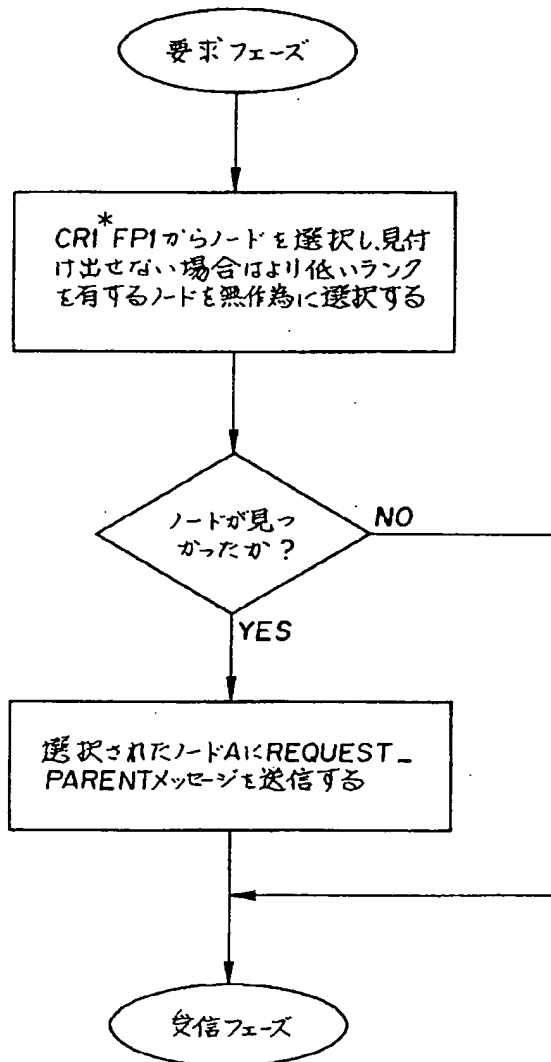 要求フェーズ
CR1*FP1からノードを選択し、見付
け出せない場合はより低いランク
を有するノードを無作為に選択する
ノードが見つ
かったか？
NO
YES
選択されたノードAにREQUEST_
PARENTメッセージを送信する
受信フェーズ